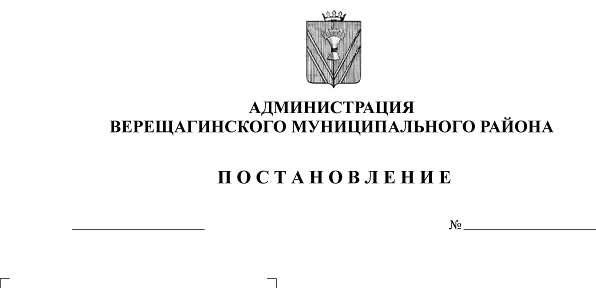 АДМИНИСТРАЦИЯ
ВЕРЕЩАГИНСКОГО МУНИЦИПАЛЬНОГО РАЙОНА
П О С Т А Н О В Л Е Н И Е
№